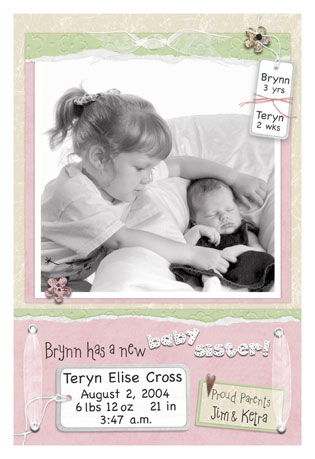 Brynn
3 yrs
Teryn
2 wks
Brynn has a new baby sister!
Teryn Elise Cross
August 2, 2004
6 lbs 12 oz 21 in
3:47 a.m.
Proud Parents
Jim & Keira